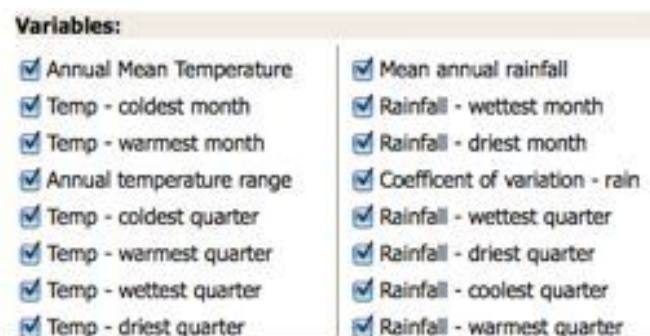 Variables:
Annual Mean Temperature
Temp - coldest month
Temp - warmest month
Annual temperature range
Temp - coldest quarter
Temp - warmest quarter
Temp - wettest quarter
Temp - driest quarter
Mean annual rainfall
Rainfall - wettest month
Rainfall - driest month
Coefficent of variation - rain
Rainfall - wettest quarter
Rainfall - driest quarter
Rainfall - coolest quarter
Rainfall - warmest quarter